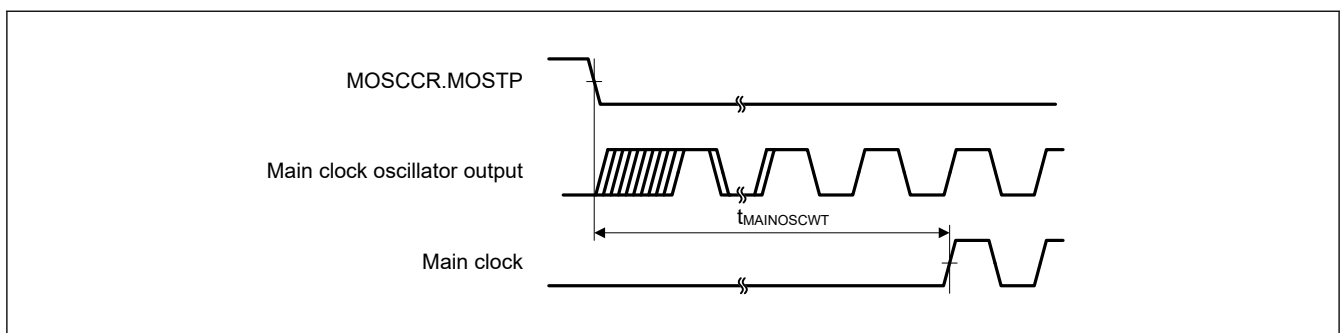 MOSCCR.MOSTP
Main clock oscillator output
tMAINOSCWT
Main clock